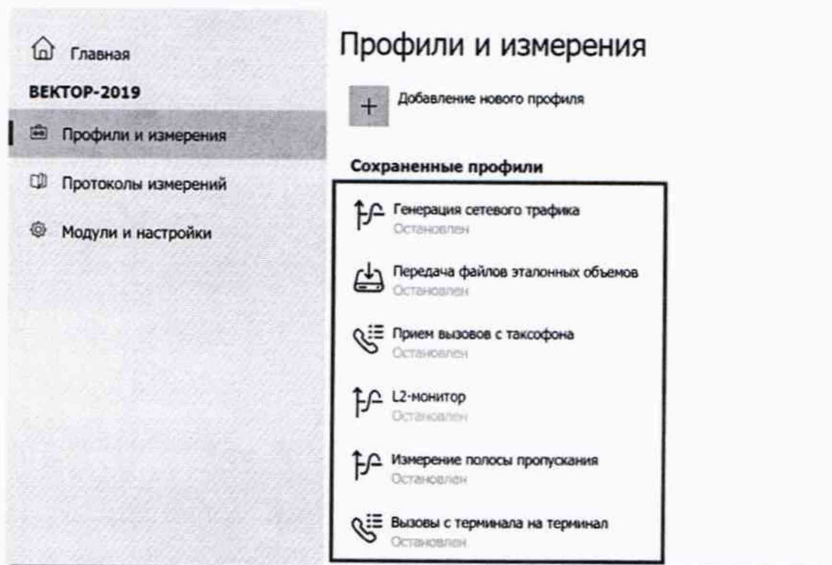 Главная
ВЕКТОР-2019
Профили и измерения
Протоколы измерений
Модули и настройки
Профили и измерения
Добавление нового профиля
Сохраненные профили
Генерация сетевого трафика
Остановлен
Передача файлов эталонных объемов
Остановлен
Прием вызовов с таксофона
Остановлен
L2-монитор
Остановлен
Измерение полосы пропускания
Остановлен
Вызовы с терминала на терминал
Остановлен